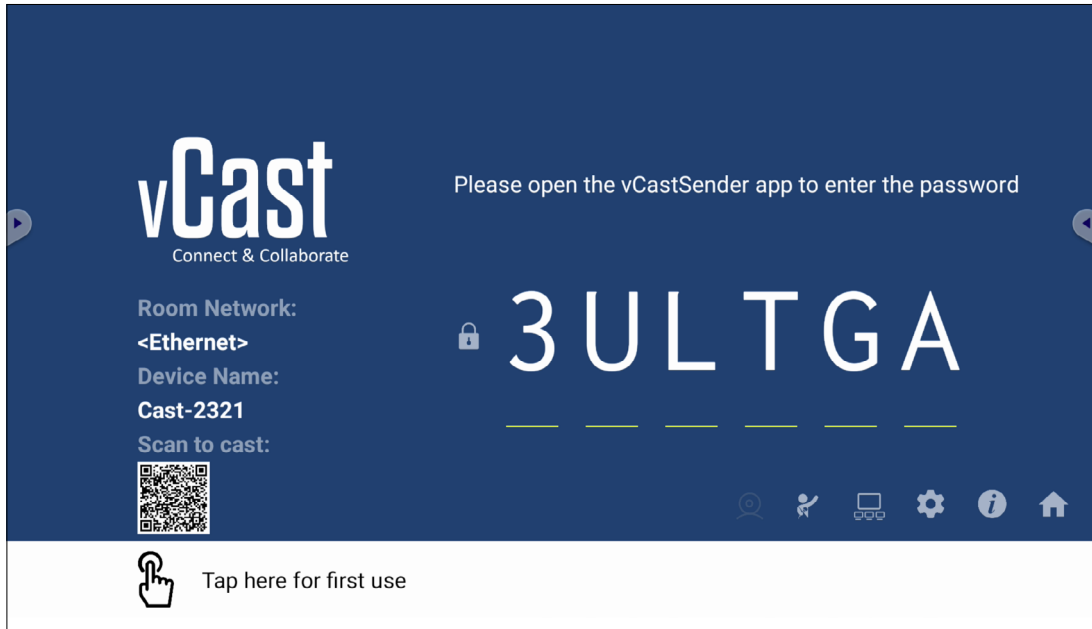 vCast
Connect & Collaborate
Room Network:
<Ethernet>
Device Name:
Cast-2321
Scan to cast:
Please open the vCastSender app to enter the password
3ULTGA
Tap here for first use